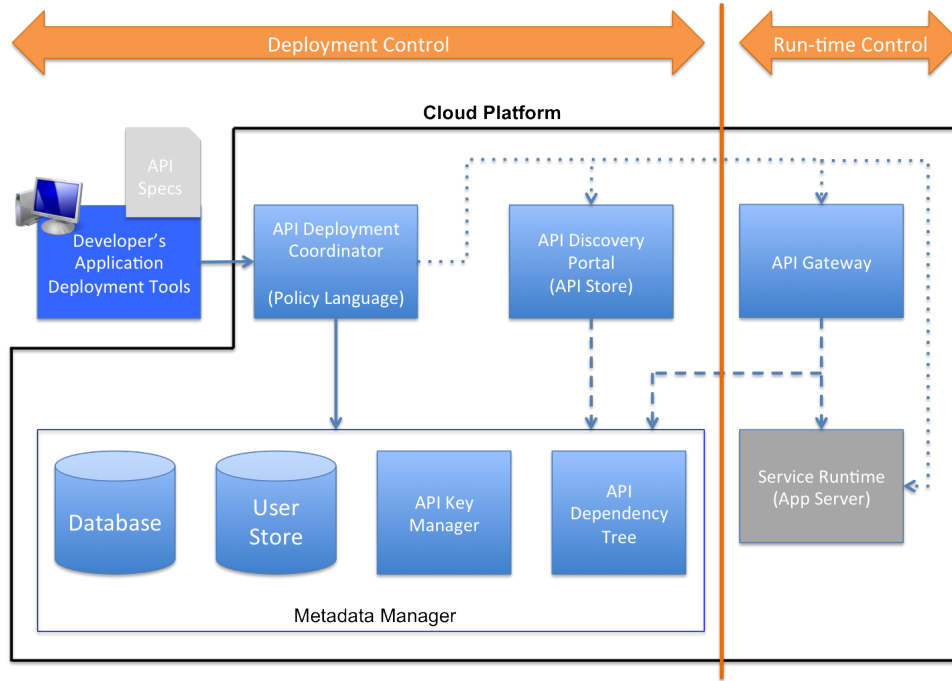 Deployment Control
Run-time Control
Cloud Platform
API
Specs
Developer’s
Application
Deployment Tools
API Deployment
Coordinator
(Policy Language)
API Discovery
Portal
(API Store)
API Gateway
Service Runtime
(App Server)
Database
User
Store
API Key
Manager
API
Dependency
Tree
Metadada Manager